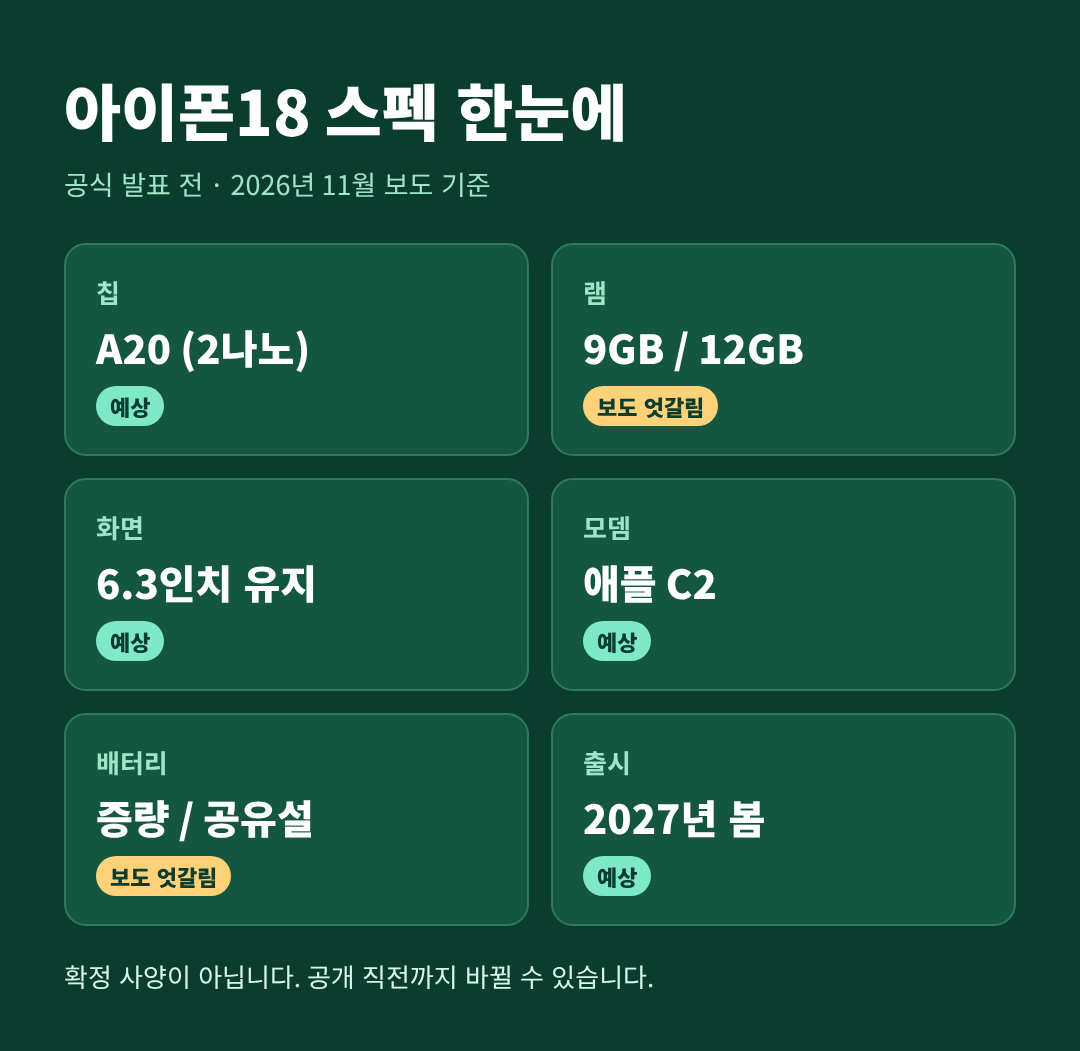 아이폰18 스펙 한눈에
공식 발표 전 · 2026년 11월 보도 기준
칩
A20 (2나노)
예상
램
9GB / 12GB
보도 엇갈림
화면
6.3인치 유지
예상
모뎀
애플 C2
예상
배터리
증량 / 공유설
보도 엇갈림
출시
2027년 봄
예상
확정 사양이 아닙니다. 공개 직전까지 바뀔 수 있습니다.